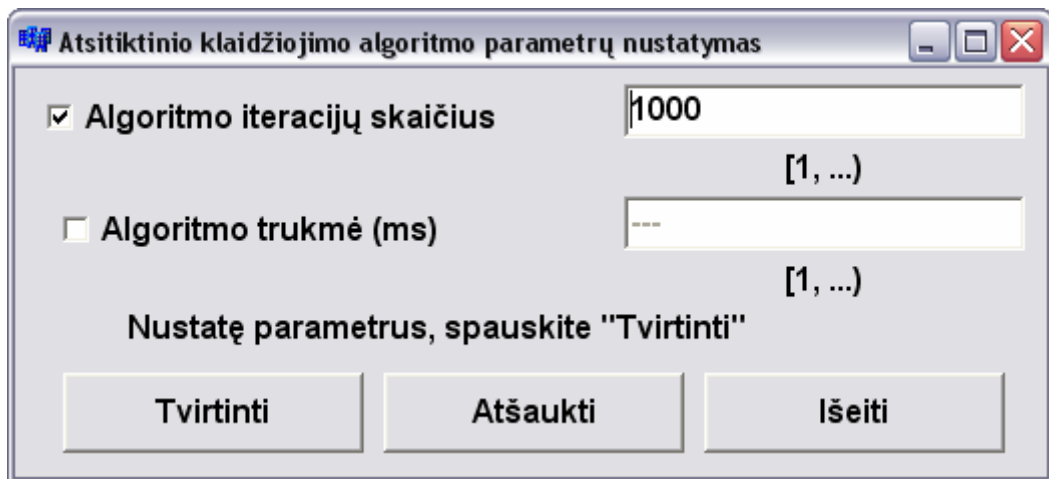 Atsitiktinio klaidžiojimo algoritmo parametrų nustatymas
Algoritmo iteracijų skaičius 1000
[1, ...)
Algoritmo trukmė (ms) ---
[1, ...)
Nustatę parametrus, spauskite "Tvirtinti"
Tvirtinti Atšaukti Išeiti